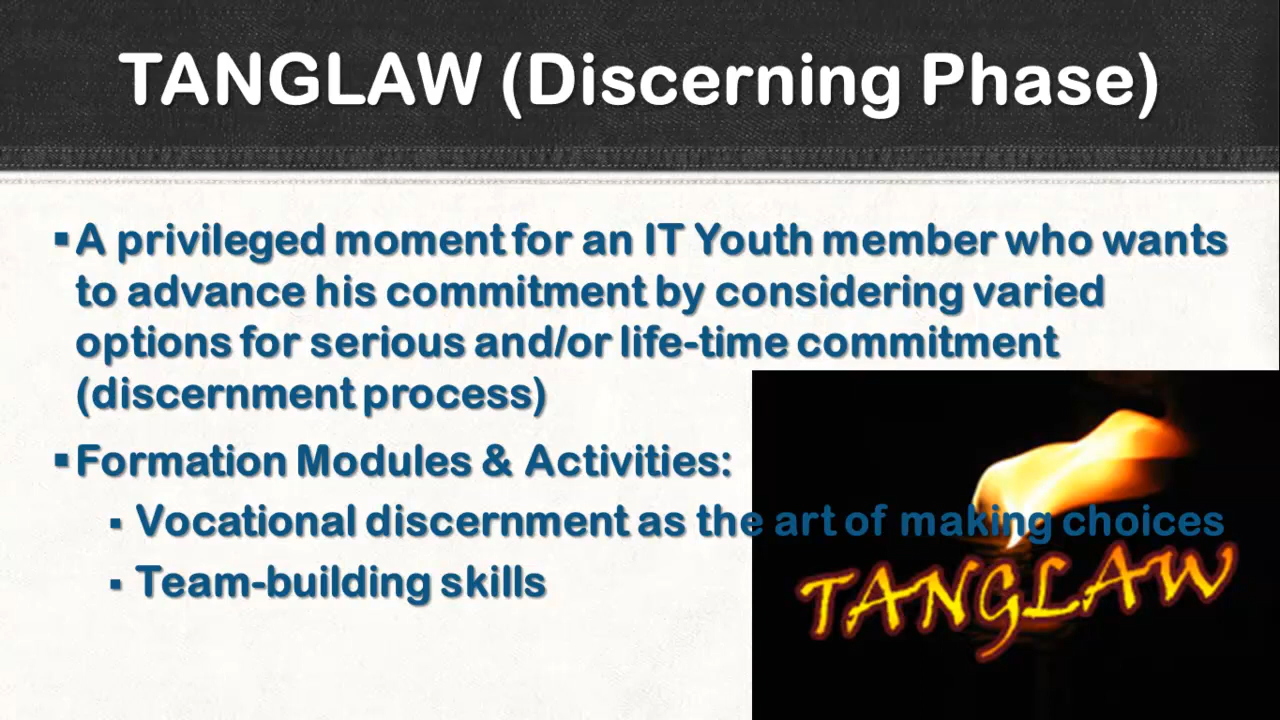 TANGLAW (Discerning Phase)
▪A privileged moment for an IT Youth member who wants
to advance his commitment by considering varied
options for serious and/or life-time commitment
(discernment process)
▪Formation Modules & Activities:
▪ Vocational discernment as the art of making choices
▪ Team-building skills
TANGLAW